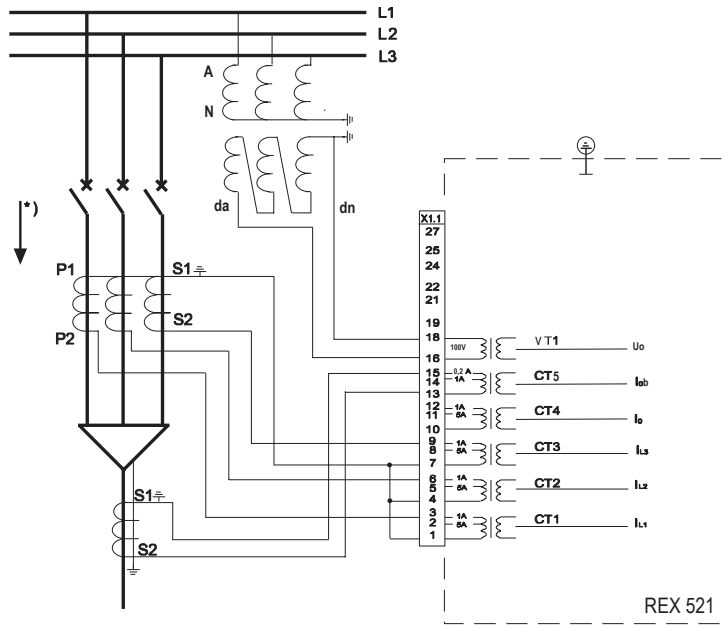 L1
L2
L3
A
N
da
dn
*)
P1
S1
P2
S2
S1
S2
X1.1
27
25
24
22
21
19
18
100V
VT1
Uo
16
15
0,2 A
14
1A
CT5
I0b
13
12
1A
11
5A
CT4
I0
10
9
1A
8
5A
CT3
IL3
7
6
1A
5
5A
CT2
IL2
4
3
1A
2
5A
CT1
IL1
1
REX 521